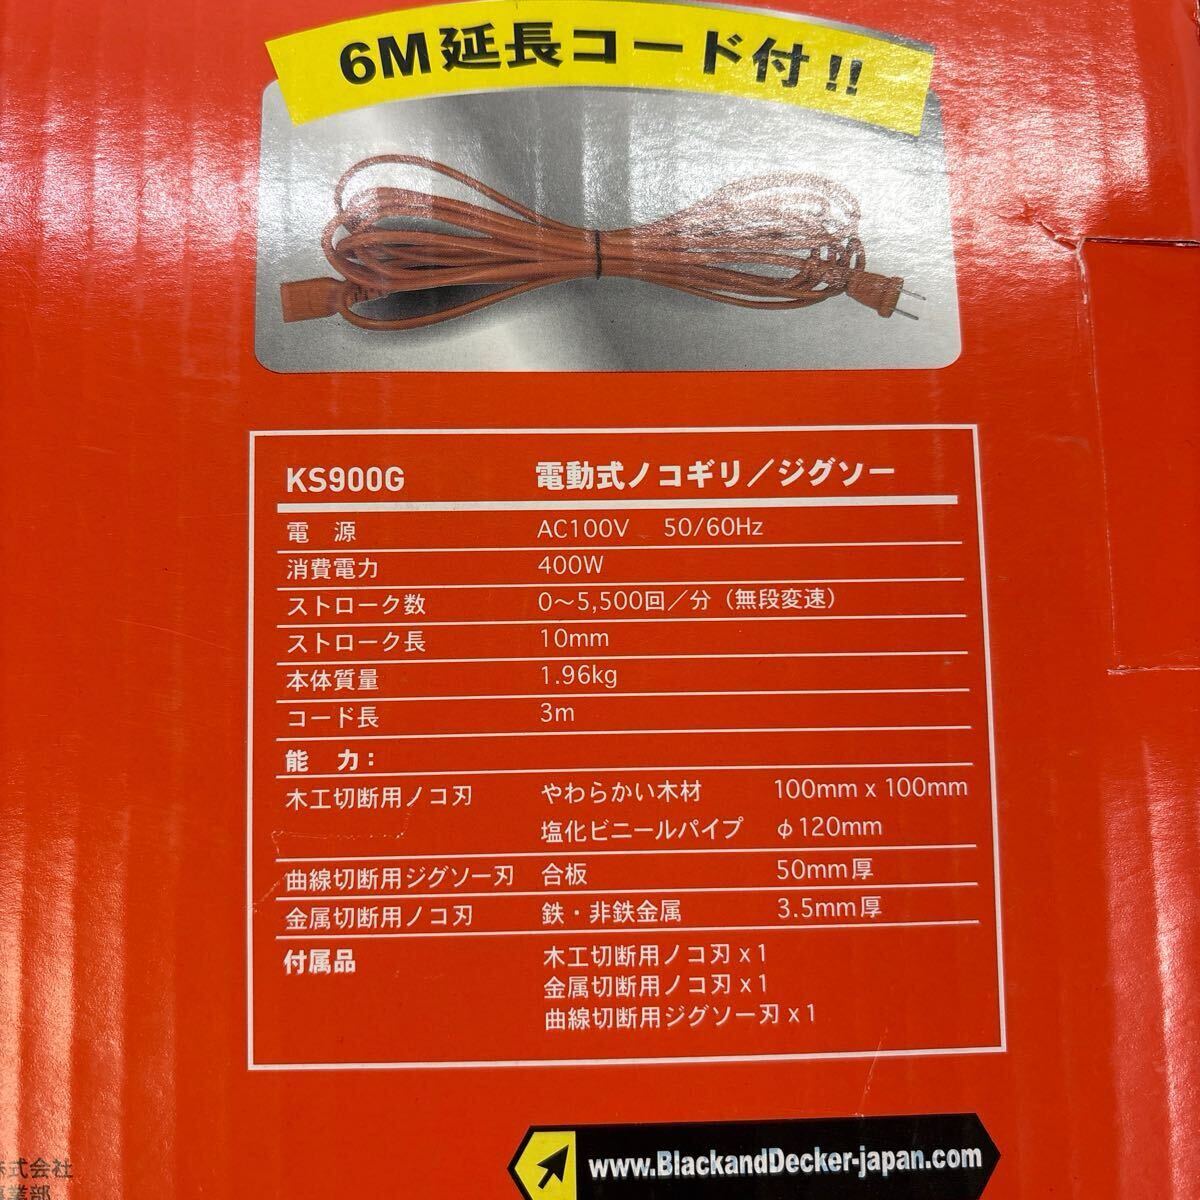 6M延長コード付!!
KS900G 電動式ノコギリ/ジグソー
電 源 AC100V 50/60Hz
消費電力 400W
ストローク数 0〜5,500回/分(無段変速)
ストローク長 10mm
本体質量 1.96kg
コード長 3m
能 力:
木工切断用ノコ刃 やわらかい木材 100mm x 100mm
塩化ビニールパイプ φ120mm
曲線切断用ジグソー刃 合板 50mm厚
金属切断用ノコ刃 鉄・非鉄金属 3.5mm厚
付属品 木工切断用ノコ刃 x 1
金属切断用ノコ刃 x 1
曲線切断用ジグソー刃 x 1
www.BlackandDecker-japan.com
式会社
業部